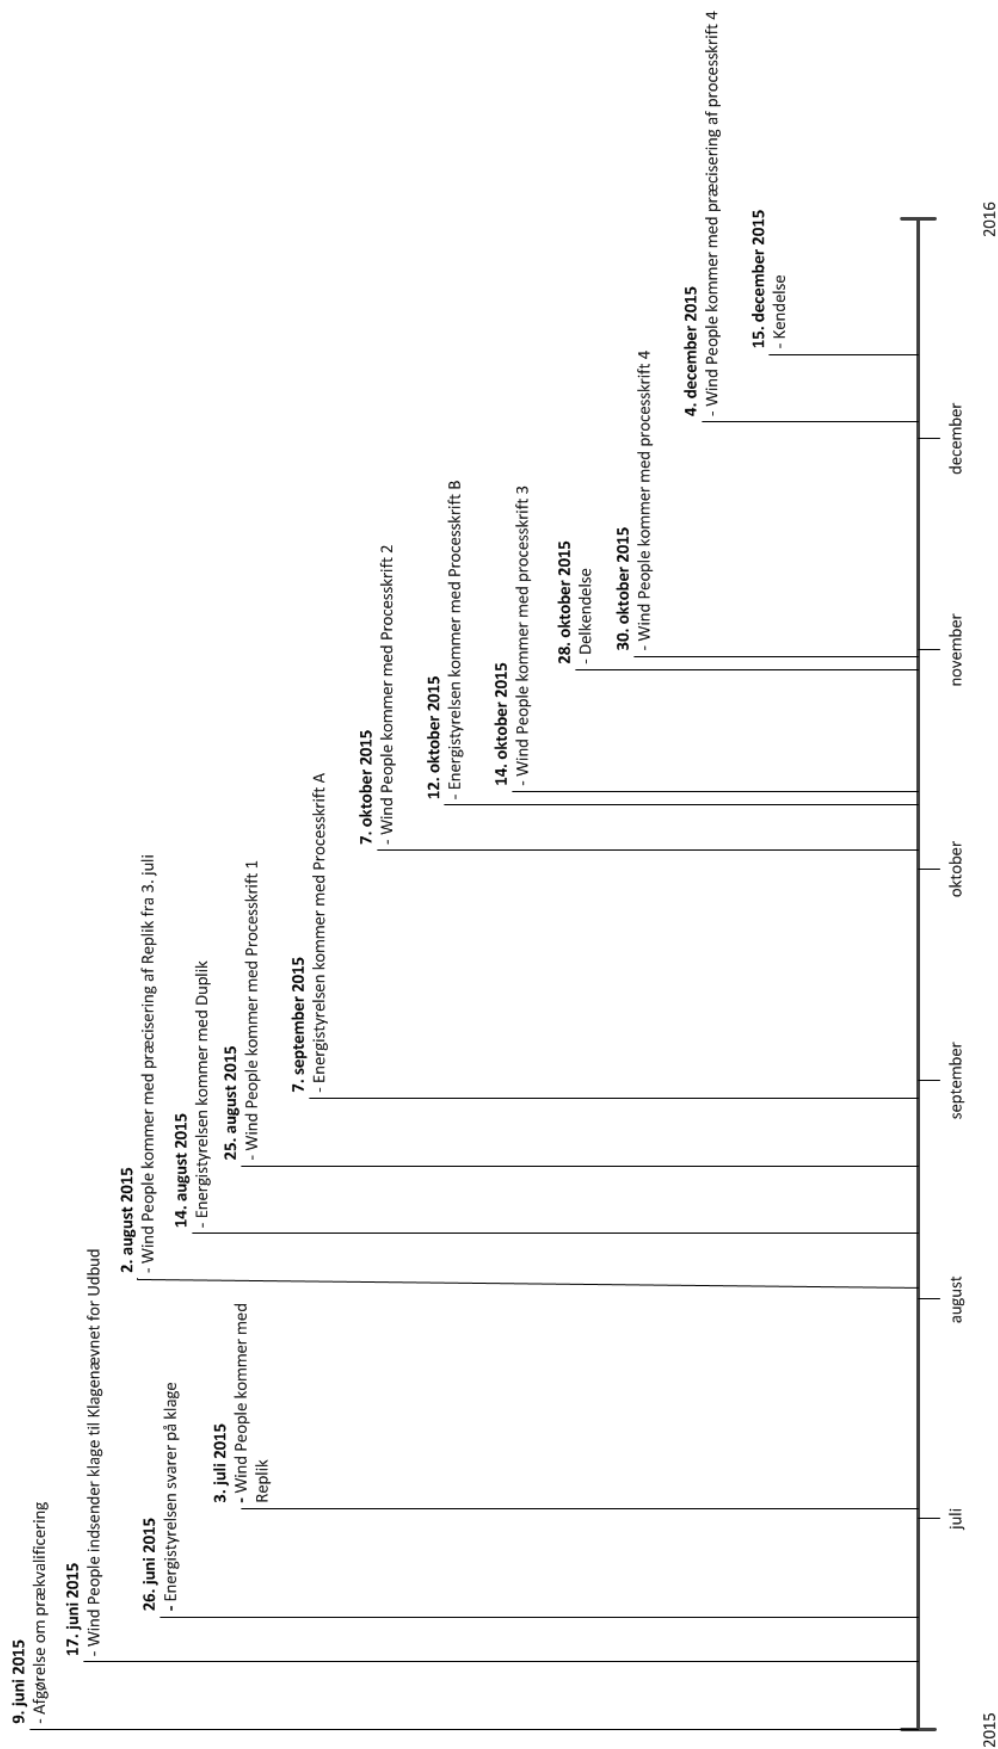 9. juni 2015
- Afgørelse om prækvalificering
17. juni 2015
- Wind People indsender klage til Klagenævnet for Udbud
26. juni 2015
- Energistyrelsen svarer på klage
3. juli 2015
- Wind People kommer med
Replik
2. august 2015
- Wind People kommer med præcisering af Replik fra 3. juli
14. august 2015
- Energistyrelsen kommer med Duplik
25. august 2015
- Wind People kommer med Processkrift 1
7. september 2015
- Energistyrelsen kommer med Processkrift A
7. oktober 2015
- Wind People kommer med Processkrift 2
12. oktober 2015
- Energistyrelsen kommer med Processkrift B
14. oktober 2015
- Wind People kommer med processkrift 3
28. oktober 2015
- Delkendelse
30. oktober 2015
- Wind People kommer med processkrift 4
4. december 2015
- Wind People kommer med præcisering af processkrift 4
15. december 2015
- Kendelse
juli
august
september
oktober
november
december
2015
2016